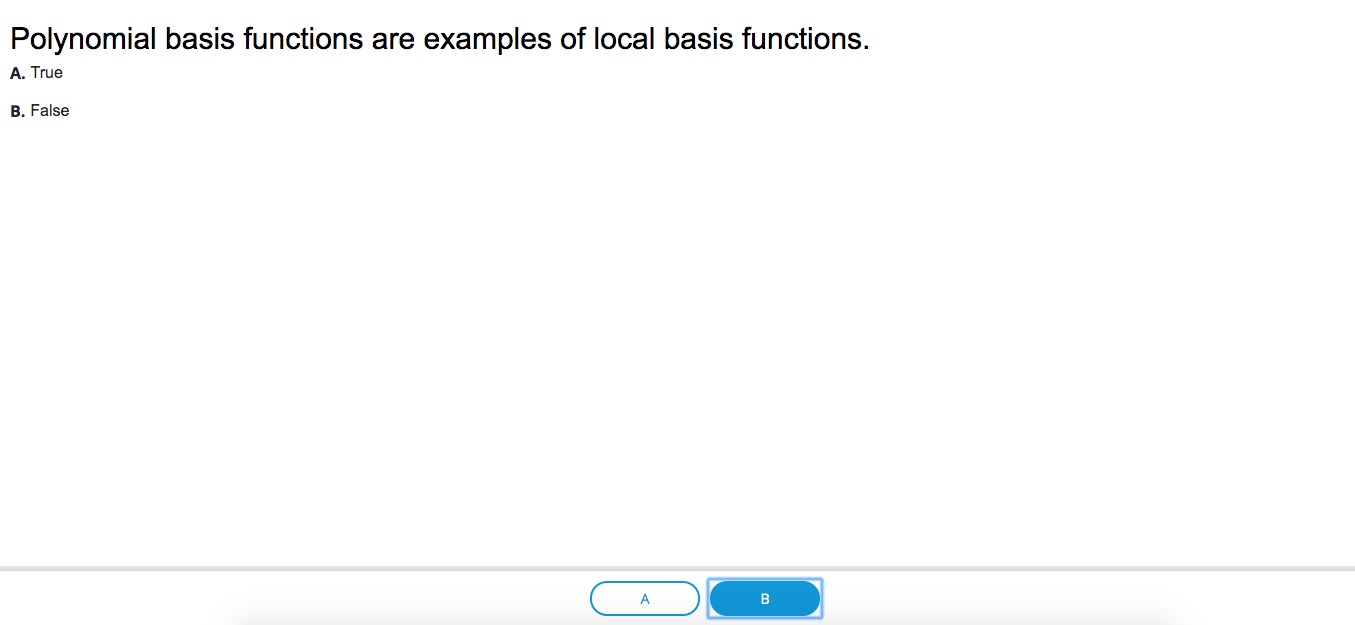 Polynomial basis functions are examples of local basis functions.
A. True
B. False
A B